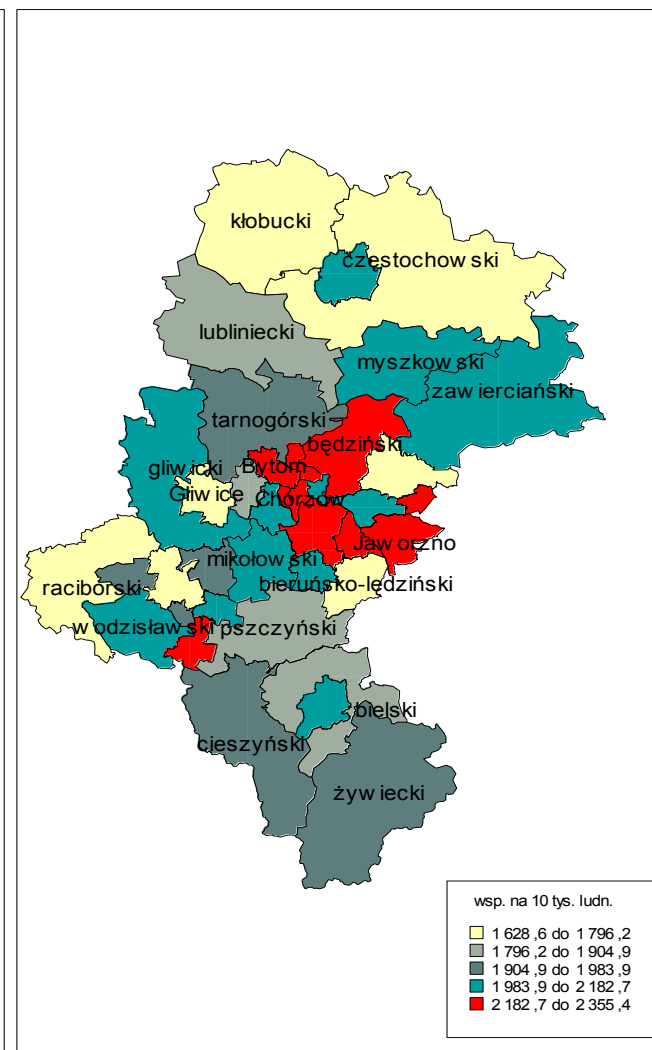 kłobucki
częstochow ski
lubliniecki
myszkow ski
zaw ierciański
tarnogórski
będziński
gliw icki
Bytom
Gliw ice
Chorzów
Jaw orzno
mikołow ski
bieruńsko-lędziński
raciborski
w odzisław ski
pszczyński
bielski
cieszyński
żyw iecki
wsp. na 10 tys. ludn.
1 628 ,6 do 1 796 ,2
1 796 ,2 do 1 904 ,9
1 904 ,9 do 1 983 ,9
1 983 ,9 do 2 182 ,7
2 182 ,7 do 2 355 ,4